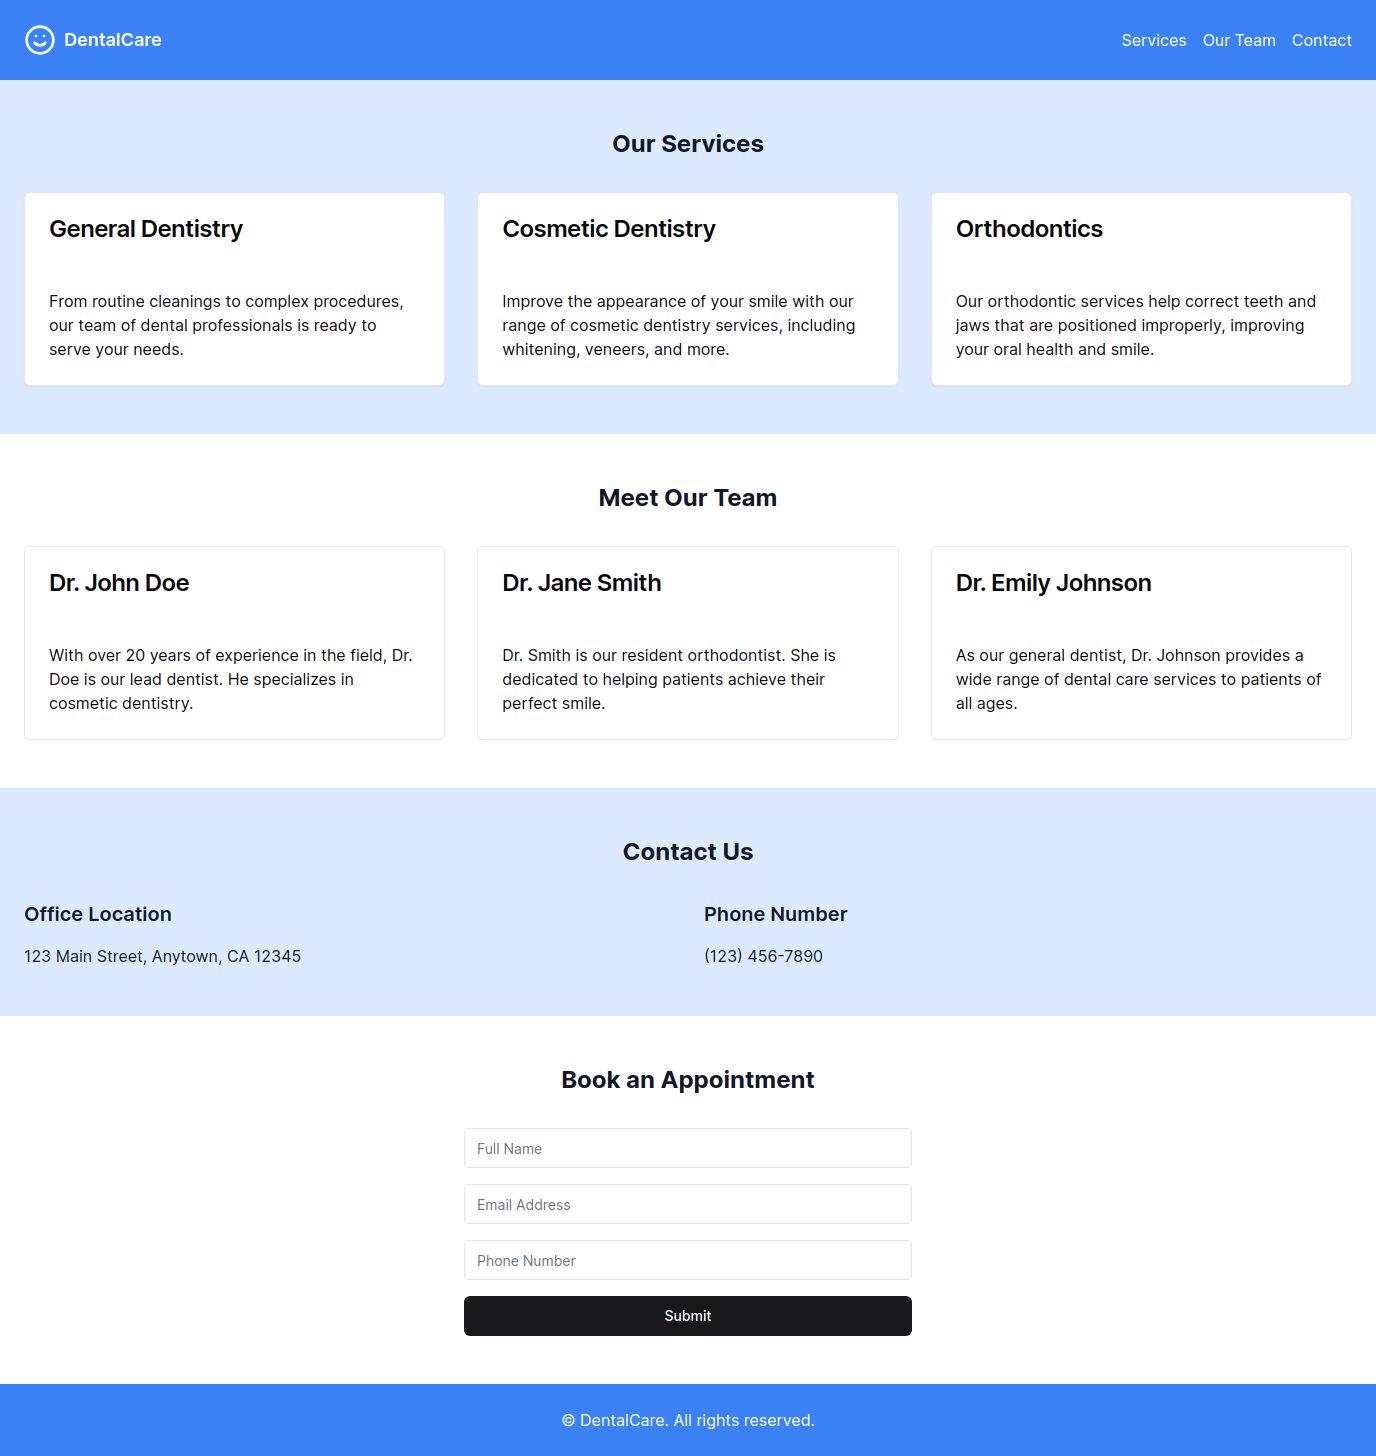 DentalCare
Services Our Team Contact
Our Services
General Dentistry
From routine cleanings to complex procedures,
our team of dental professionals is ready to
serve your needs.
Cosmetic Dentistry
Improve the appearance of your smile with our
range of cosmetic dentistry services, including
whitening, veneers, and more.
Orthodontics
Our orthodontic services help correct teeth and
jaws that are positioned improperly, improving
your oral health and smile.
Meet Our Team
Dr. John Doe
With over 20 years of experience in the field, Dr.
Doe is our lead dentist. He specializes in
cosmetic dentistry.
Dr. Jane Smith
Dr. Smith is our resident orthodontist. She is
dedicated to helping patients achieve their
perfect smile.
Dr. Emily Johnson
As our general dentist, Dr. Johnson provides a
wide range of dental care services to patients of
all ages.
Contact Us
Office Location
123 Main Street, Anytown, CA 12345
Phone Number
(123) 456-7890
Book an Appointment
Full Name
Email Address
Phone Number
Submit
© DentalCare. All rights reserved.